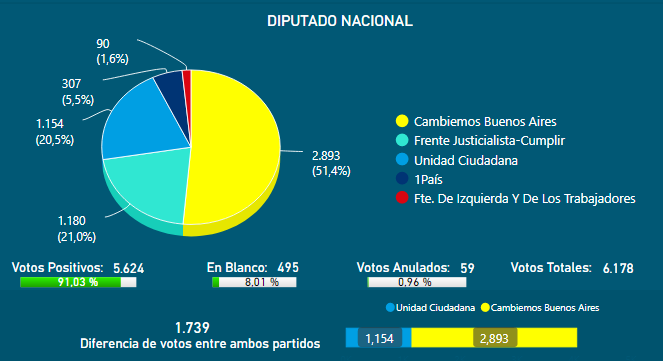 DIPUTADO NACIONAL
90
(1,6%)
307
(5,5%)
1.154
(20,5%)
1.180
(21,0%)
2.893
(51,4%)
Cambiemos Buenos Aires
Frente Justicialista-Cumplir
Unidad Ciudadana
1País
Fte. De Izquierda Y De Los Trabajadores
Votos Positivos: 5.624
91,03 %
En Blanco: 495
8,01 %
Votos Anulados: 59
0,96 %
Votos Totales: 6.178
1.739
Diferencia de votos entre ambos partidos
Unidad Ciudadana Cambiemos Buenos Aires
1,154 2,893